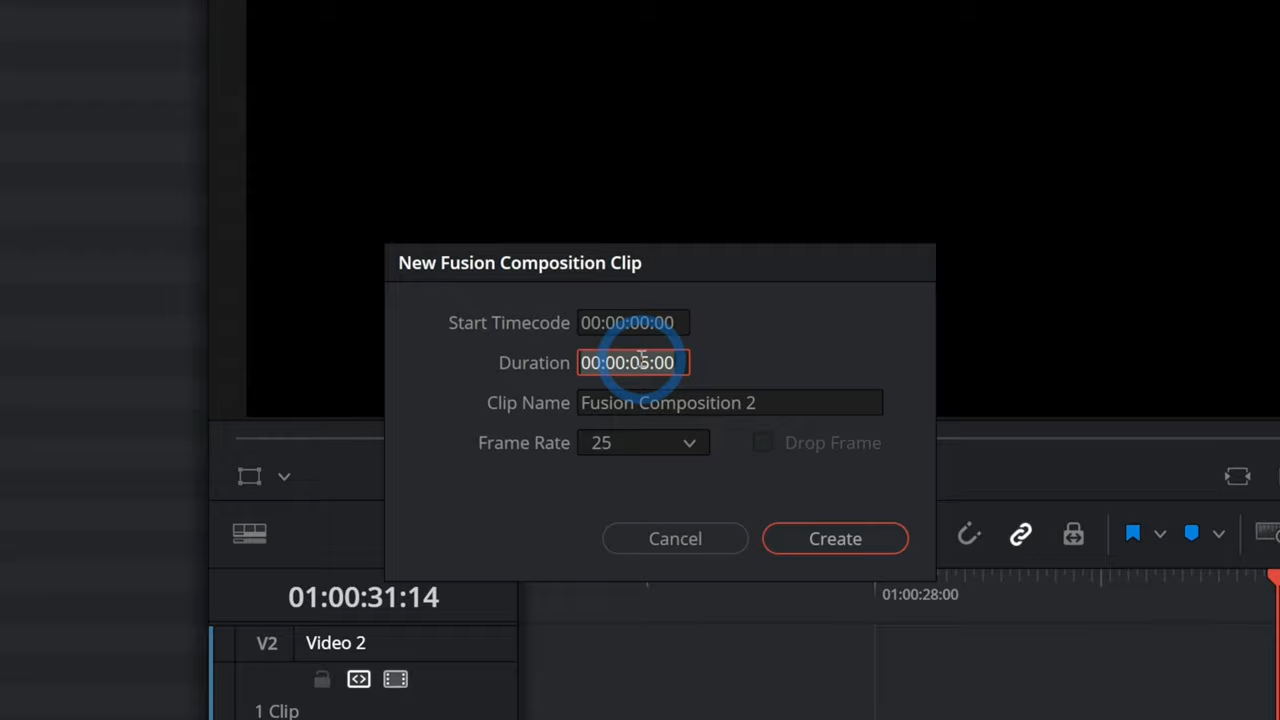 New Fusion Composition Clip
Start Timecode 00:00:00:00
Duration 00:00:05:00
Clip Name Fusion Composition 2
Frame Rate 25 Drop Frame
Cancel Create
01:00:31:14
01:00:28:00
V2 Video 2
1 Clip